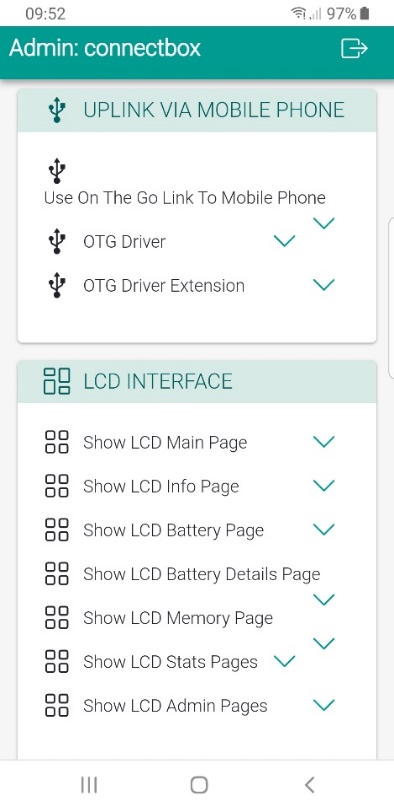 09:52 97%
Admin: connectbox
UPLINK VIA MOBILE PHONE
Use On The Go Link To Mobile Phone
OTG Driver
OTG Driver Extension
LCD INTERFACE
Show LCD Main Page
Show LCD Info Page
Show LCD Battery Page
Show LCD Battery Details Page
Show LCD Memory Page
Show LCD Stats Pages
Show LCD Admin Pages